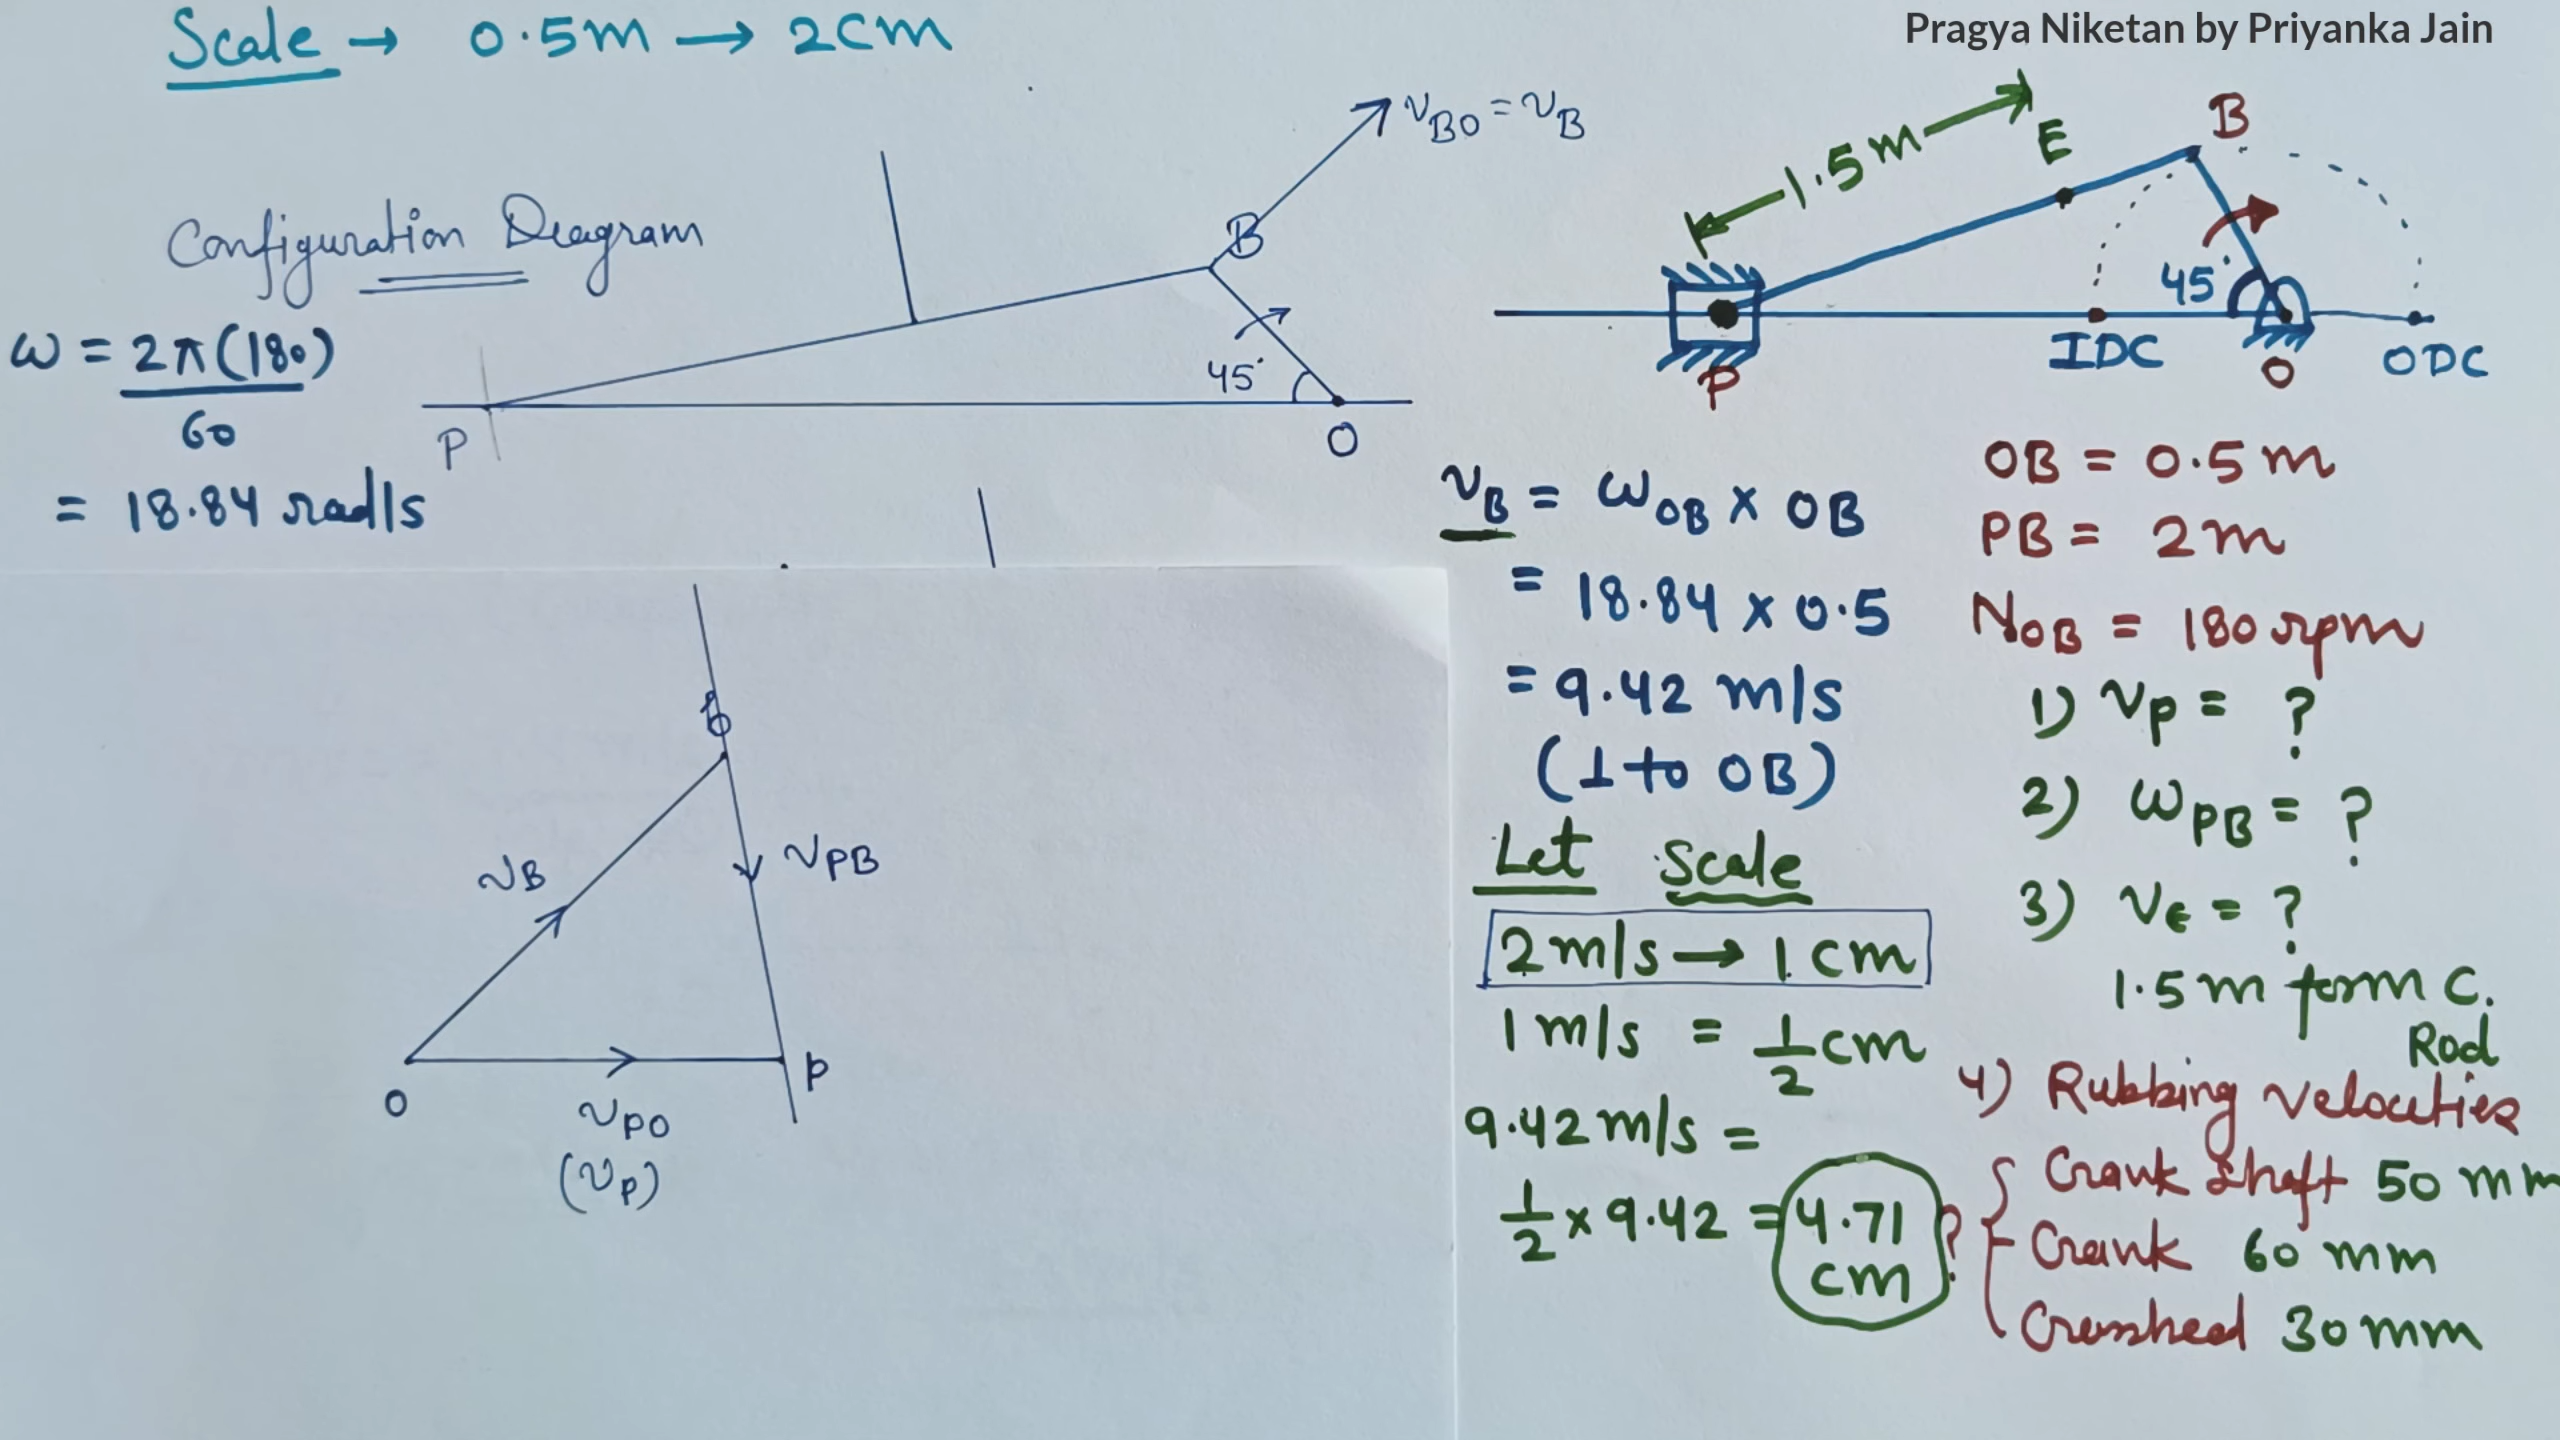 Pragya Niketan by Priyanka Jain
Scale → 0.5m → 2cm
Configuration Diagram
ω = 2π(180)
60
= 18.84 rad/s
v_BO = v_B
B
45°
P
O
1.5 m
E
B
45°
P
IDC
O
ODC
v_B = ω_OB × OB
= 18.84 × 0.5
= 9.42 m/s
(⊥ to OB)
Let Scale
2m/s → 1 cm
1 m/s = 1/2 cm
9.42 m/s =
1/2 × 9.42 = 4.71 cm
OB = 0.5 m
PB = 2 m
N_OB = 180 rpm
1) v_P = ?
2) ω_PB = ?
3) v_E = ?
1.5 m form C.
Rod
4) Rubbing Velocities
? { Crank Shaft 50 mm
Crank 60 mm
Crosshead 30 mm
b
v_B
v_PB
o
v_PO
(v_P)
p